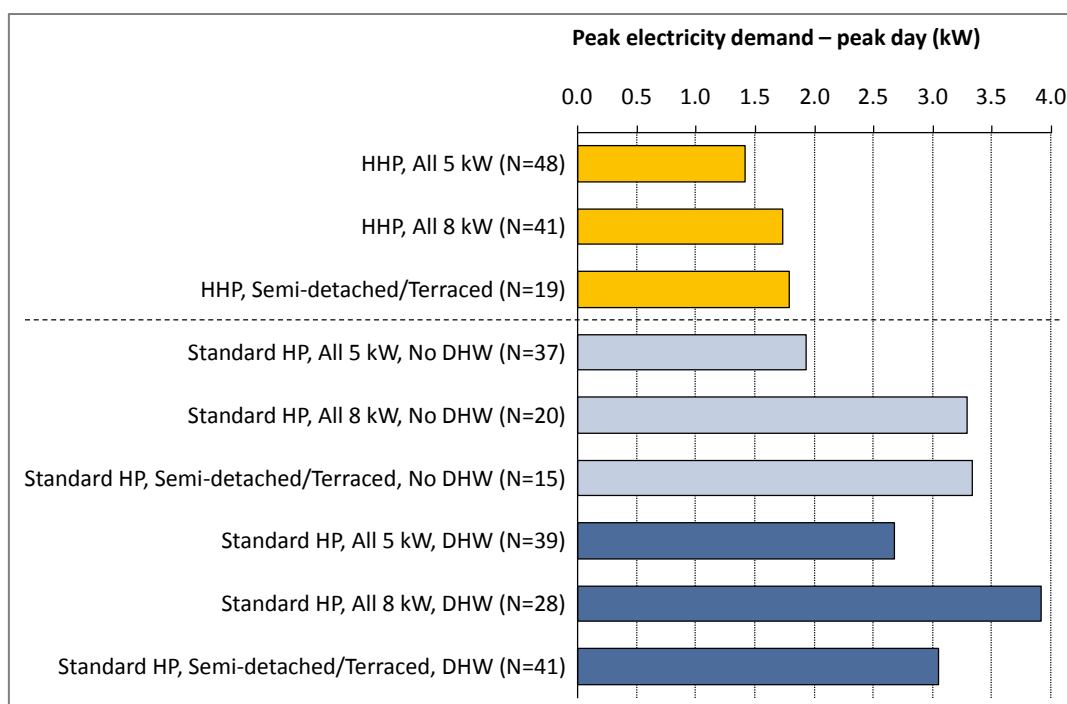 Peak electricity demand – peak day (kW)
0.0 0.5 1.0 1.5 2.0 2.5 3.0 3.5 4.0
HHP, All 5 kW (N=48)
HHP, All 8 kW (N=41)
HHP, Semi-detached/Terraced (N=19)
Standard HP, All 5 kW, No DHW (N=37)
Standard HP, All 8 kW, No DHW (N=20)
Standard HP, Semi-detached/Terraced, No DHW (N=15)
Standard HP, All 5 kW, DHW (N=39)
Standard HP, All 8 kW, DHW (N=28)
Standard HP, Semi-detached/Terraced, DHW (N=41)